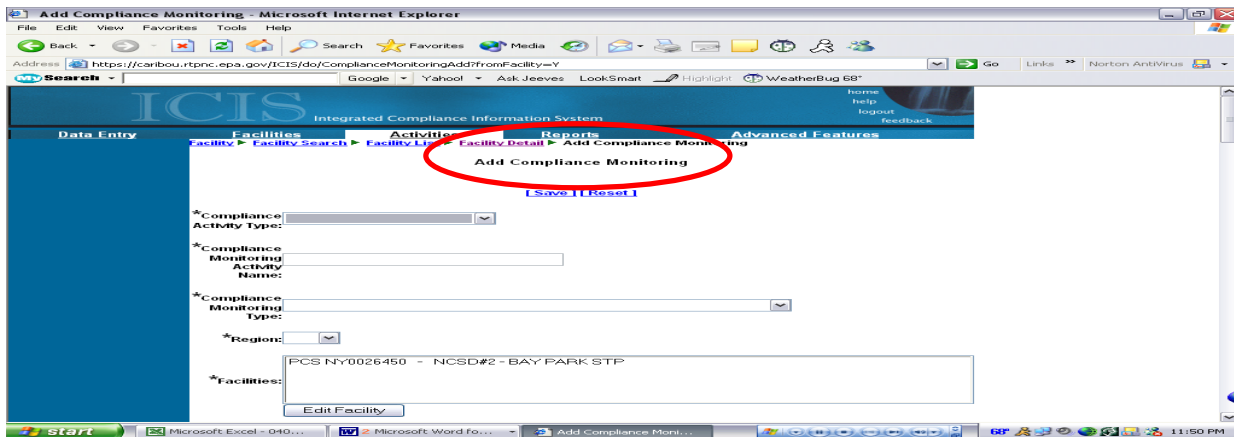 Add Compliance Monitoring - Microsoft Internet Explorer
File Edit View Favorites Tools Help
Back Search Favorites Media
Address https://caribou.rtpnc.epa.gov/ICIS/do/ComplianceMonitoringAdd?fromFacility=Y Go Links » Norton AntiVirus
My Search Google Yahoo! Ask Jeeves LookSmart Highlight WeatherBug 68°
home
help
logout
feedback
ICIS Integrated Compliance Information System
Data Entry Facilities Activities Reports Advanced Features
Facility Facility Search Facility List Facility Detail Add Compliance Monitoring
Add Compliance Monitoring
[ Save ] [ Reset ]
*Compliance
Activity Type:
*Compliance
Monitoring
Activity
Name:
*Compliance
Monitoring
Type:
*Region:
PCS NY0026450 - NCSD#2 - BAY PARK STP
*Facilities:
Edit Facility
start Microsoft Excel - 040... 2 Microsoft Word fo... Add Compliance Moni... 68° 11:50 PM